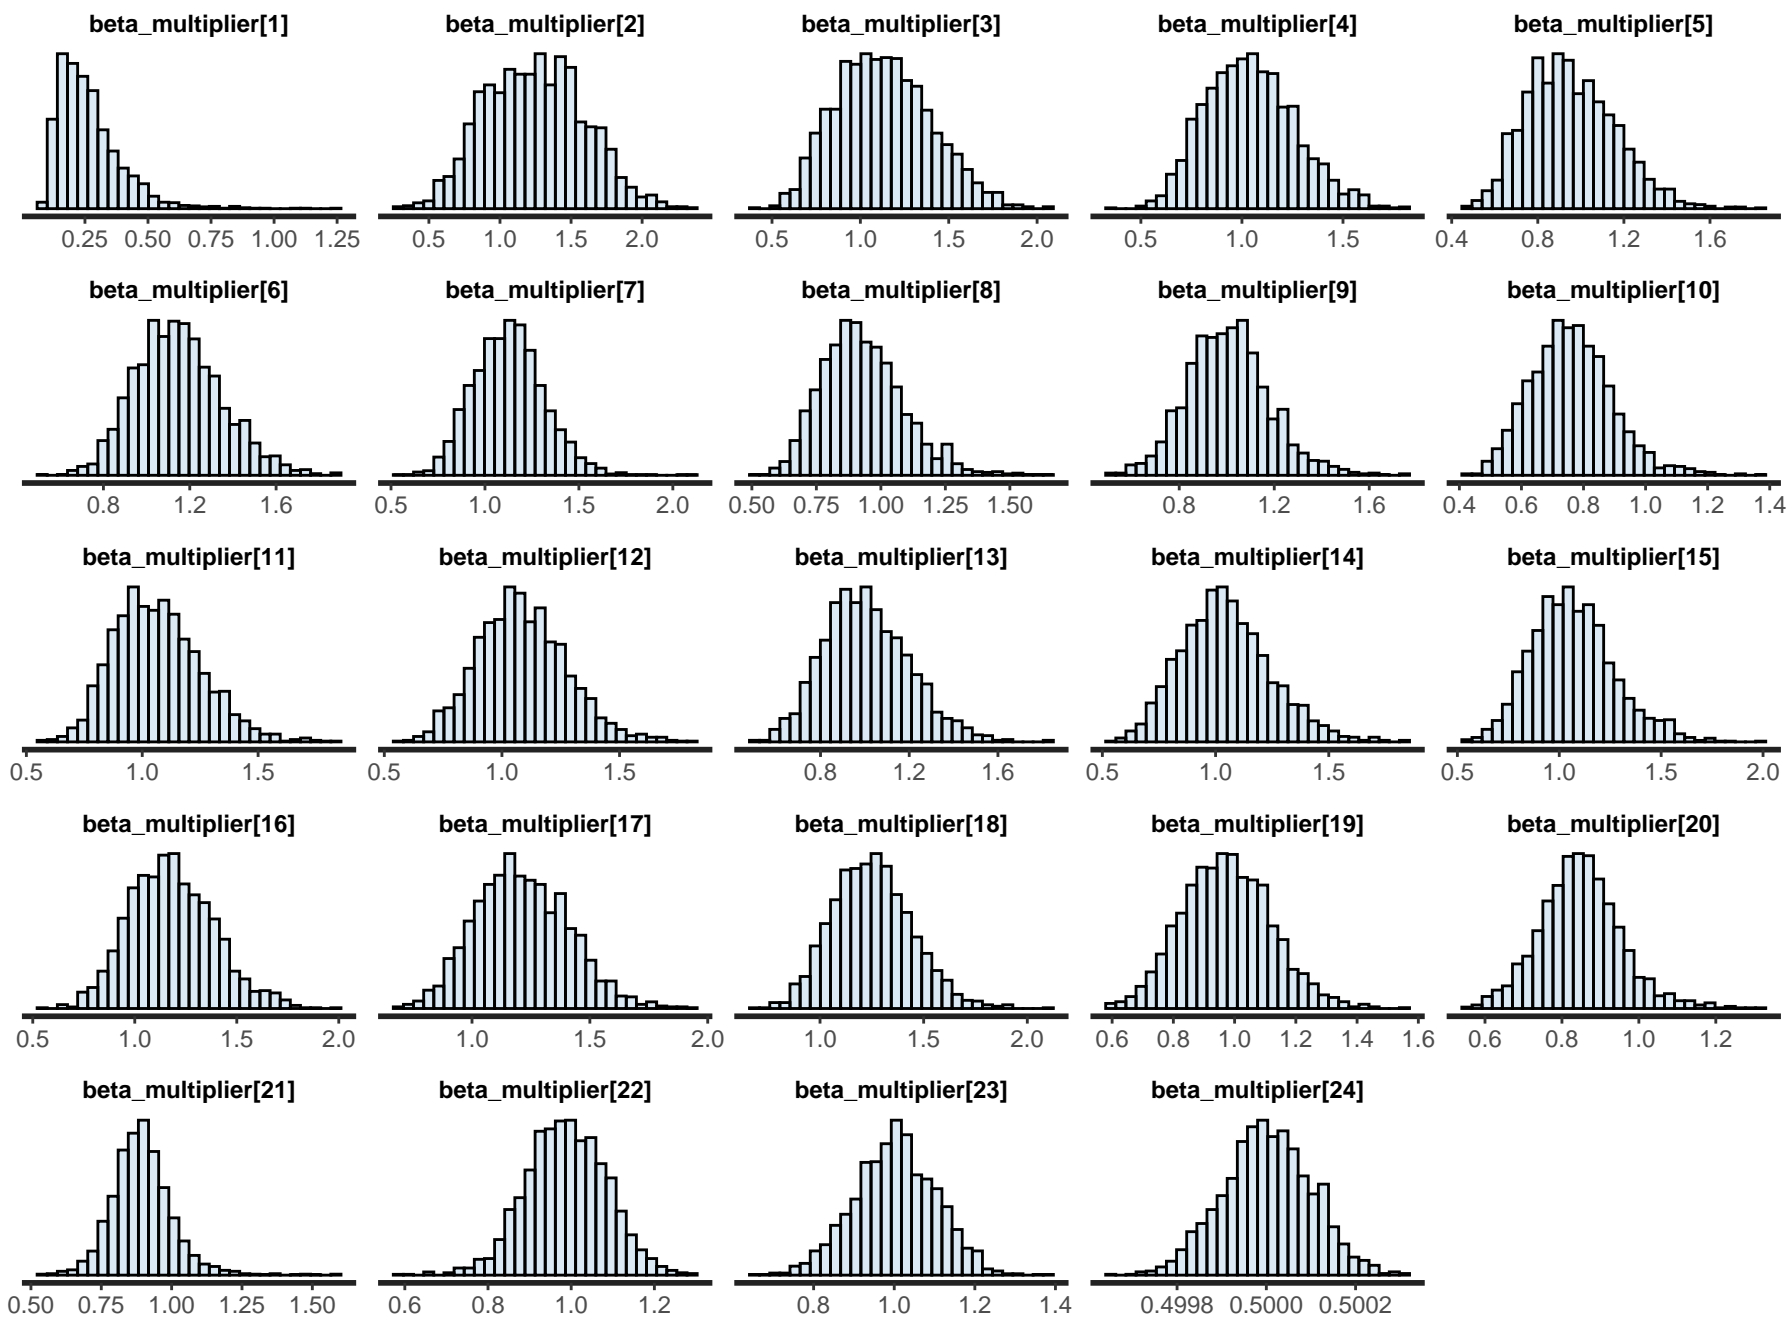 beta_multiplier[1] beta_multiplier[2] beta_multiplier[3] beta_multiplier[4] beta_multiplier[5]
0.25 0.50 0.75 1.00 1.25 0.5 1.0 1.5 2.0 0.5 1.0 1.5 2.0 0.5 1.0 1.5 0.4 0.8 1.2 1.6
beta_multiplier[6] beta_multiplier[7] beta_multiplier[8] beta_multiplier[9] beta_multiplier[10]
0.8 1.2 1.6 0.5 1.0 1.5 2.0 0.50 0.75 1.00 1.25 1.50 0.8 1.2 1.6 0.4 0.6 0.8 1.0 1.2 1.4
beta_multiplier[11] beta_multiplier[12] beta_multiplier[13] beta_multiplier[14] beta_multiplier[15]
0.5 1.0 1.5 0.5 1.0 1.5 0.8 1.2 1.6 0.5 1.0 1.5 0.5 1.0 1.5 2.0
beta_multiplier[16] beta_multiplier[17] beta_multiplier[18] beta_multiplier[19] beta_multiplier[20]
0.5 1.0 1.5 2.0 1.0 1.5 2.0 1.0 1.5 2.0 0.6 0.8 1.0 1.2 1.4 1.6 0.6 0.8 1.0 1.2
beta_multiplier[21] beta_multiplier[22] beta_multiplier[23] beta_multiplier[24]
0.50 0.75 1.00 1.25 1.50 0.6 0.8 1.0 1.2 0.8 1.0 1.2 1.4 0.4998 0.5000 0.5002